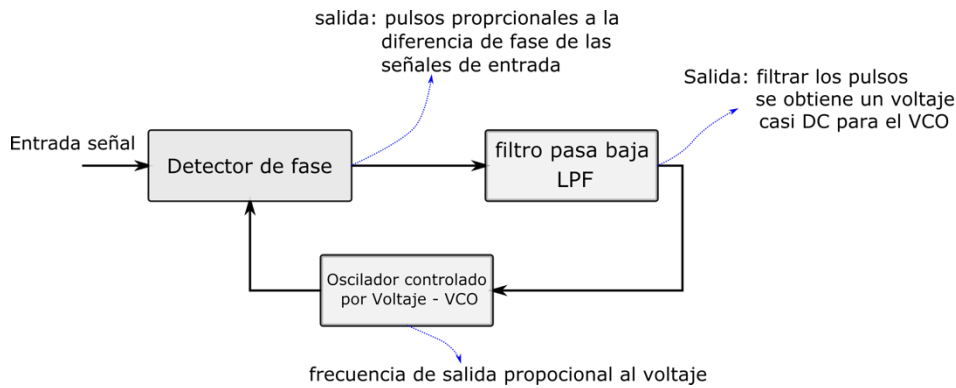 salida: pulsos proprcionales a la
diferencia de fase de las
señales de entrada
Salida: filtrar los pulsos
se obtiene un voltaje
casi DC para el VCO
Entrada señal
Detector de fase
filtro pasa baja
LPF
Oscilador controlado
por Voltaje - VCO
frecuencia de salida propocional al voltaje